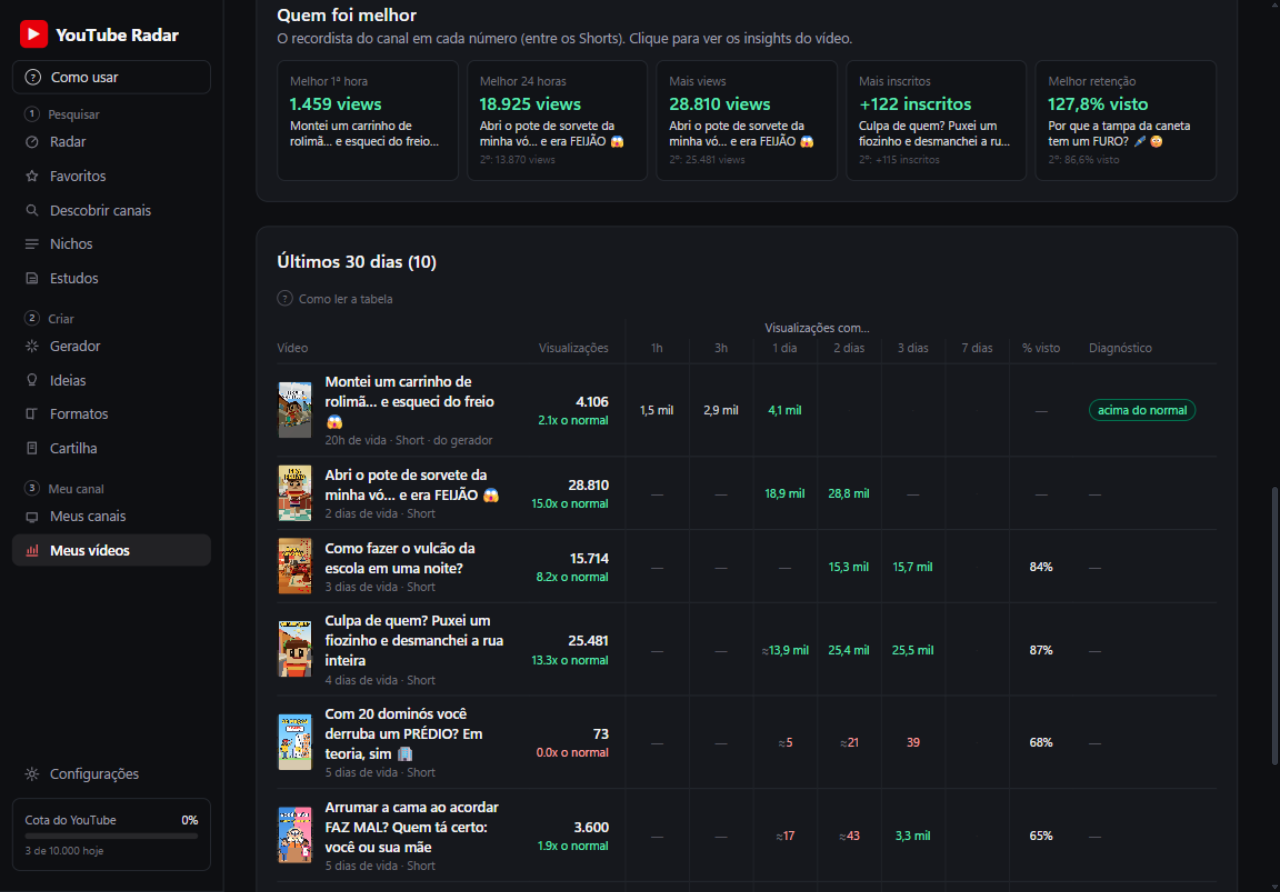 YouTube Radar
? Como usar
1 Pesquisar
Radar
Favoritos
Descobrir canais
Nichos
Estudos
2 Criar
Gerador
Ideias
Formatos
Cartilha
3 Meu canal
Meus canais
Meus vídeos
Configurações
Cota do YouTube 0%
3 de 10.000 hoje
Quem foi melhor
O recordista do canal em cada número (entre os Shorts). Clique para ver os insights do vídeo.
Melhor 1ª hora
1.459 views
Montei um carrinho de
rolimã... e esqueci do freio...
Melhor 24 horas
18.925 views
Abri o pote de sorvete da
minha vó... e era FEIJÃO 😱
2º: 13.870 views
Mais views
28.810 views
Abri o pote de sorvete da
minha vó... e era FEIJÃO 😱
2º: 25.481 views
Mais inscritos
+122 inscritos
Culpa de quem? Puxei um
fiozinho e desmanchei a ru...
2º: +115 inscritos
Melhor retenção
127,8% visto
Por que a tampa da caneta
tem um FURO? 🖊️ 😳
2º: 86,6% visto
Últimos 30 dias (10)
? Como ler a tabela
Visualizações com...
Vídeo Visualizações 1h 3h 1 dia 2 dias 3 dias 7 dias % visto Diagnóstico
Montei um carrinho de
rolimã... e esqueci do freio
😱
20h de vida · Short · do gerador
4.106
2.1x o normal
1,5 mil 2,9 mil 4,1 mil — acima do normal
Abri o pote de sorvete da
minha vó... e era FEIJÃO 😱
2 dias de vida · Short
28.810
15.0x o normal
— — 18,9 mil 28,8 mil — — —
Como fazer o vulcão da
escola em uma noite?
3 dias de vida · Short
15.714
8.2x o normal
— — — 15,3 mil 15,7 mil 84% —
Culpa de quem? Puxei um
fiozinho e desmanchei a rua
inteira
4 dias de vida · Short
25.481
13.3x o normal
— — ≈13,9 mil 25,4 mil 25,5 mil 87% —
Com 20 dominós você
derruba um PRÉDIO? Em
teoria, sim 🏢
5 dias de vida · Short
73
0.0x o normal
— — ≈5 ≈21 39 68% —
Arrumar a cama ao acordar
FAZ MAL? Quem tá certo:
você ou sua mãe
5 dias de vida · Short
3.600
1.9x o normal
— — ≈17 ≈43 3,3 mil 65% —